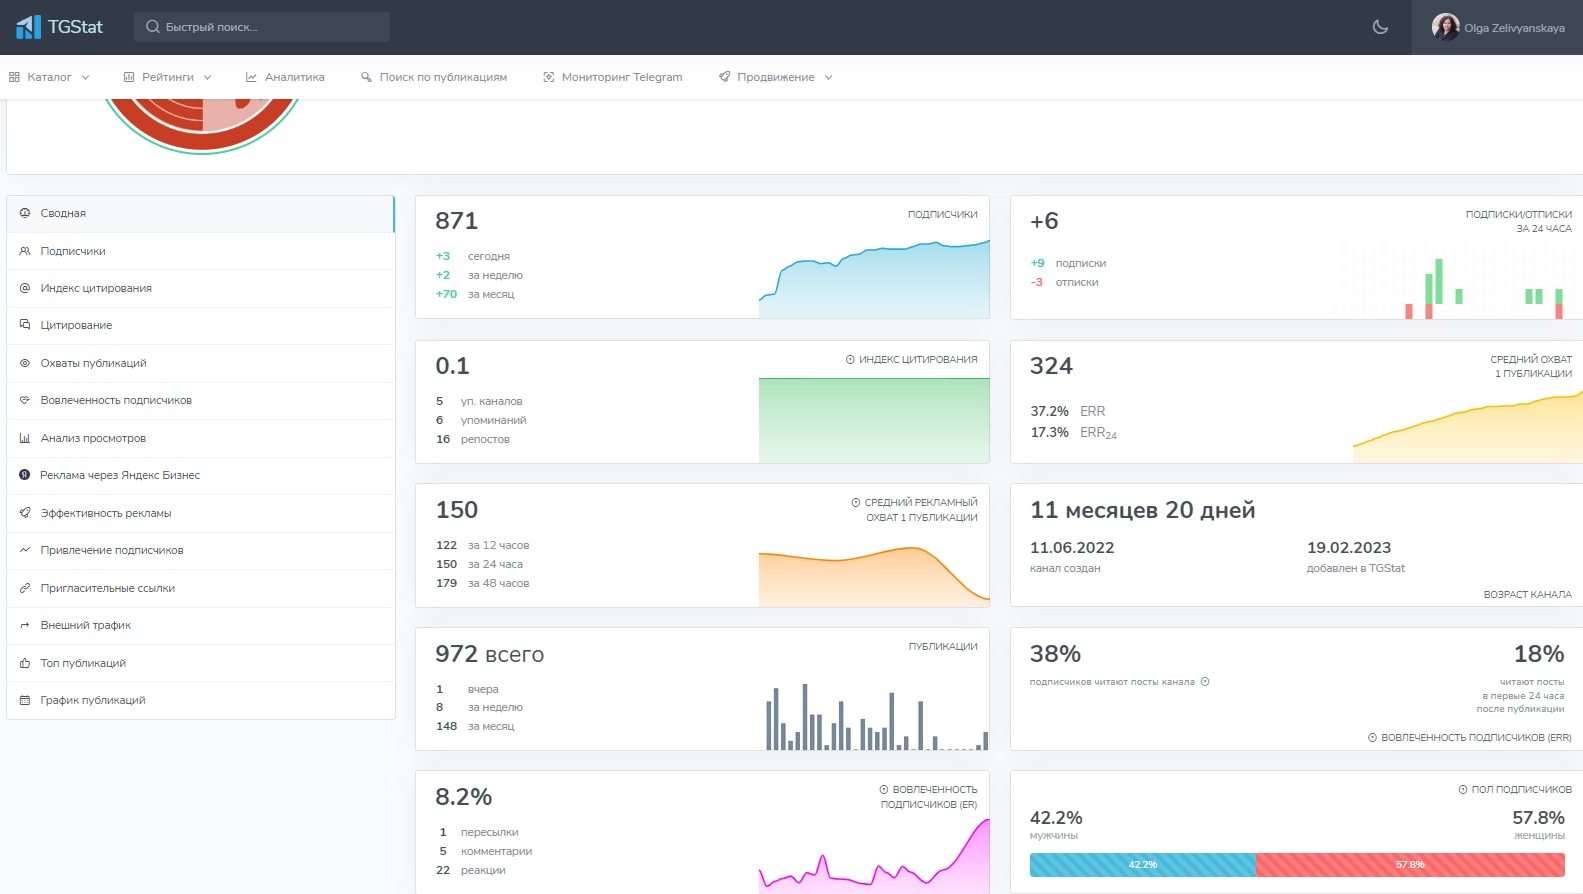 TGStat
Быстрый поиск...
Olga Zelivyanskaya
Каталог
Рейтинги
Аналитика
Поиск по публикациям
Мониторинг Telegram
Продвижение
Сводная
Подписчики
Индекс цитирования
Цитирование
Охваты публикаций
Вовлеченность подписчиков
Анализ просмотров
Реклама через Яндекс Бизнес
Эффективность рекламы
Привлечение подписчиков
Пригласительные ссылки
Внешний трафик
Топ публикаций
График публикаций
871
ПОДПИСЧИКИ
+3 сегодня
+2 за неделю
+70 за месяц
+6
ПОДПИСКИ/ОТПИСКИ
ЗА 24 ЧАСА
+9 подписки
-3 отписки
0.1
ИНДЕКС ЦИТИРОВАНИЯ
5 уп. каналов
6 упоминаний
16 репостов
324
СРЕДНИЙ ОХВАТ
1 ПУБЛИКАЦИИ
37.2% ERR
17.3% ERR24
150
СРЕДНИЙ РЕКЛАМНЫЙ
ОХВАТ 1 ПУБЛИКАЦИИ
122 за 12 часов
150 за 24 часа
179 за 48 часов
11 месяцев 20 дней
11.06.2022
канал создан
19.02.2023
добавлен в TGStat
ВОЗРАСТ КАНАЛА
972 всего
ПУБЛИКАЦИИ
1 вчера
8 за неделю
148 за месяц
38%
подписчиков читают посты канала
18%
читают посты
в первые 24 часа
после публикации
ВОВЛЕЧЕННОСТЬ ПОДПИСЧИКОВ (ERR)
8.2%
ВОВЛЕЧЕННОСТЬ
ПОДПИСЧИКОВ (ER)
1 пересылки
5 комментарии
22 реакции
ПОЛ ПОДПИСЧИКОВ
42.2%
мужчины
57.8%
женщины
42.2%
57.8%